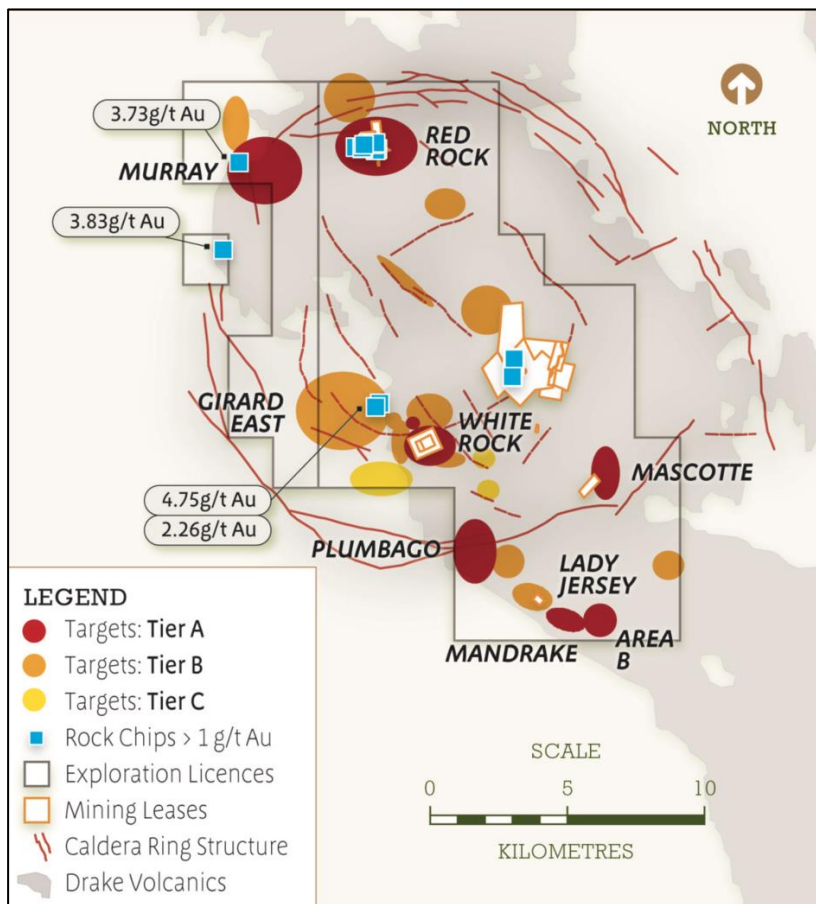 3.73g/t Au
NORTH
RED
ROCK
MURRAY
3.83g/t Au
GIRARD
EAST
WHITE
ROCK
MASCOTTE
4.75g/t Au
2.26g/t Au
PLUMBAGO
LADY
JERSEY
MANDRAKE
AREA
B
LEGEND
Targets: Tier A
Targets: Tier B
Targets: Tier C
Rock Chips > 1 g/t Au
Exploration Licences
Mining Leases
Caldera Ring Structure
Drake Volcanics
SCALE
0 5 10
KILOMETRES